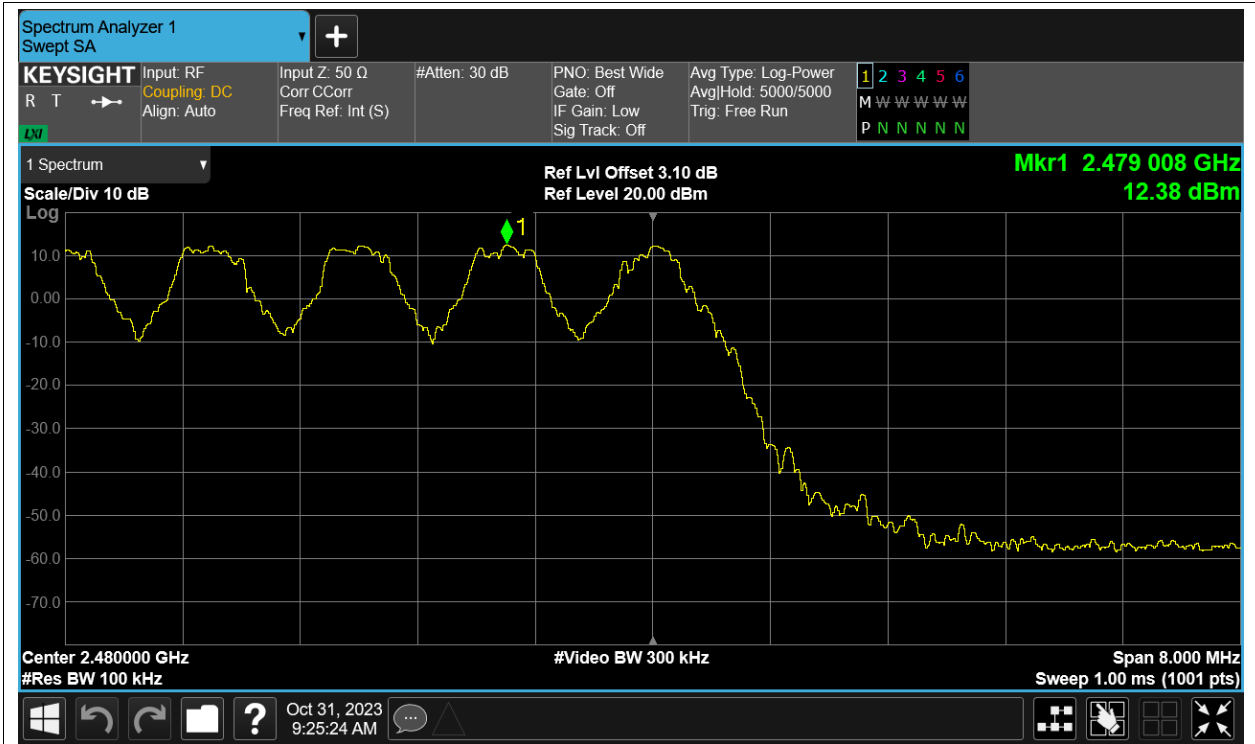 Spectrum Analyzer 1
Swept SA
KEYSIGHT
R T
LXI
Input: RF
Coupling: DC
Align: Auto
Input Z: 50 Ω
Corr CCorr
Freq Ref: Int (S)
#Atten: 30 dB
PNO: Best Wide
Gate: Off
IF Gain: Low
Sig Track: Off
Avg Type: Log-Power
Avg|Hold: 5000/5000
Trig: Free Run
1 2 3 4 5 6
M W W W W W
P N N N N N
1 Spectrum
Scale/Div 10 dB
Log
Ref Lvl Offset 3.10 dB
Ref Level 20.00 dBm
Mkr1 2.479 008 GHz
12.38 dBm
1
10.0
0.00
-10.0
-20.0
-30.0
-40.0
-50.0
-60.0
-70.0
Center 2.480000 GHz
#Video BW 300 kHz
Span 8.000 MHz
#Res BW 100 kHz
Sweep 1.00 ms (1001 pts)
?
Oct 31, 2023
9:25:24 AM